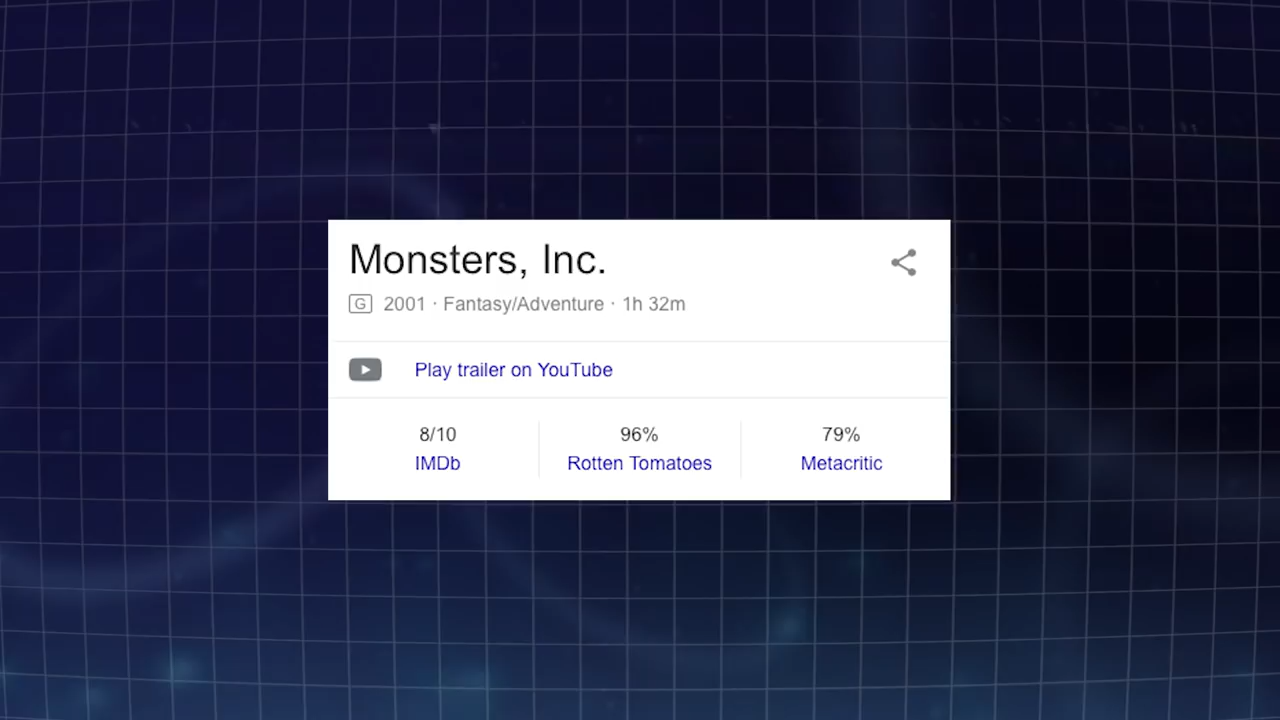 Monsters, Inc.
G 2001 · Fantasy/Adventure · 1h 32m
Play trailer on YouTube
8/10 96% 79%
IMDb Rotten Tomatoes Metacritic